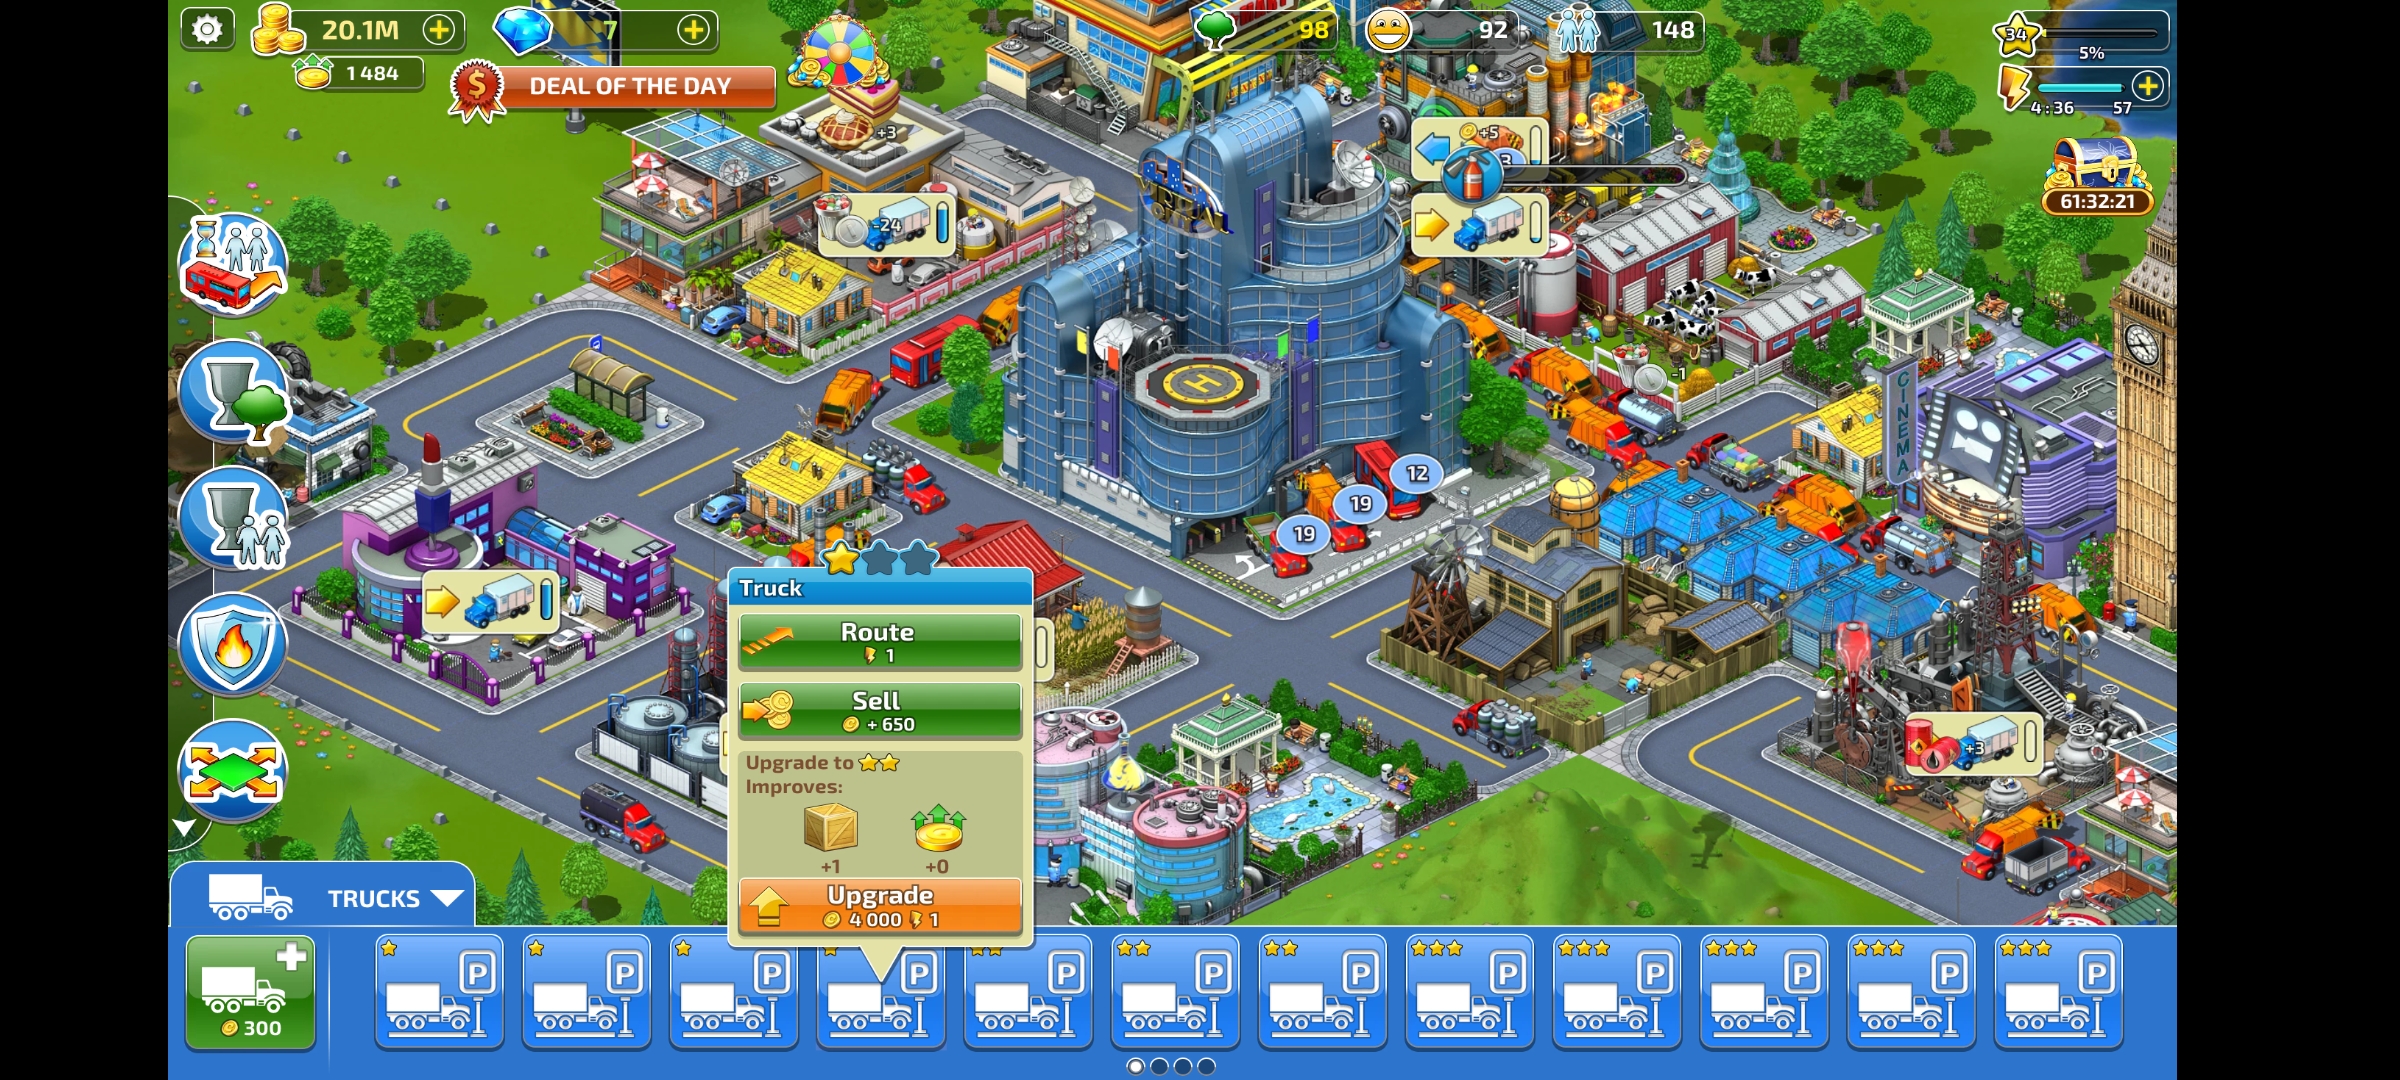 20.1M
7
98
92
148
34
5%
1 484
DEAL OF THE DAY
4:36
57
+3
+5
3
61:32:21
-24
-1
CINEMA
12
19
19
Truck
Route
1
Sell
+ 650
Upgrade to
Improves:
+1
+0
Upgrade
4 000 1
+3
TRUCKS
300
P
P
P
P
P
P
P
P
P
P
P
P
H